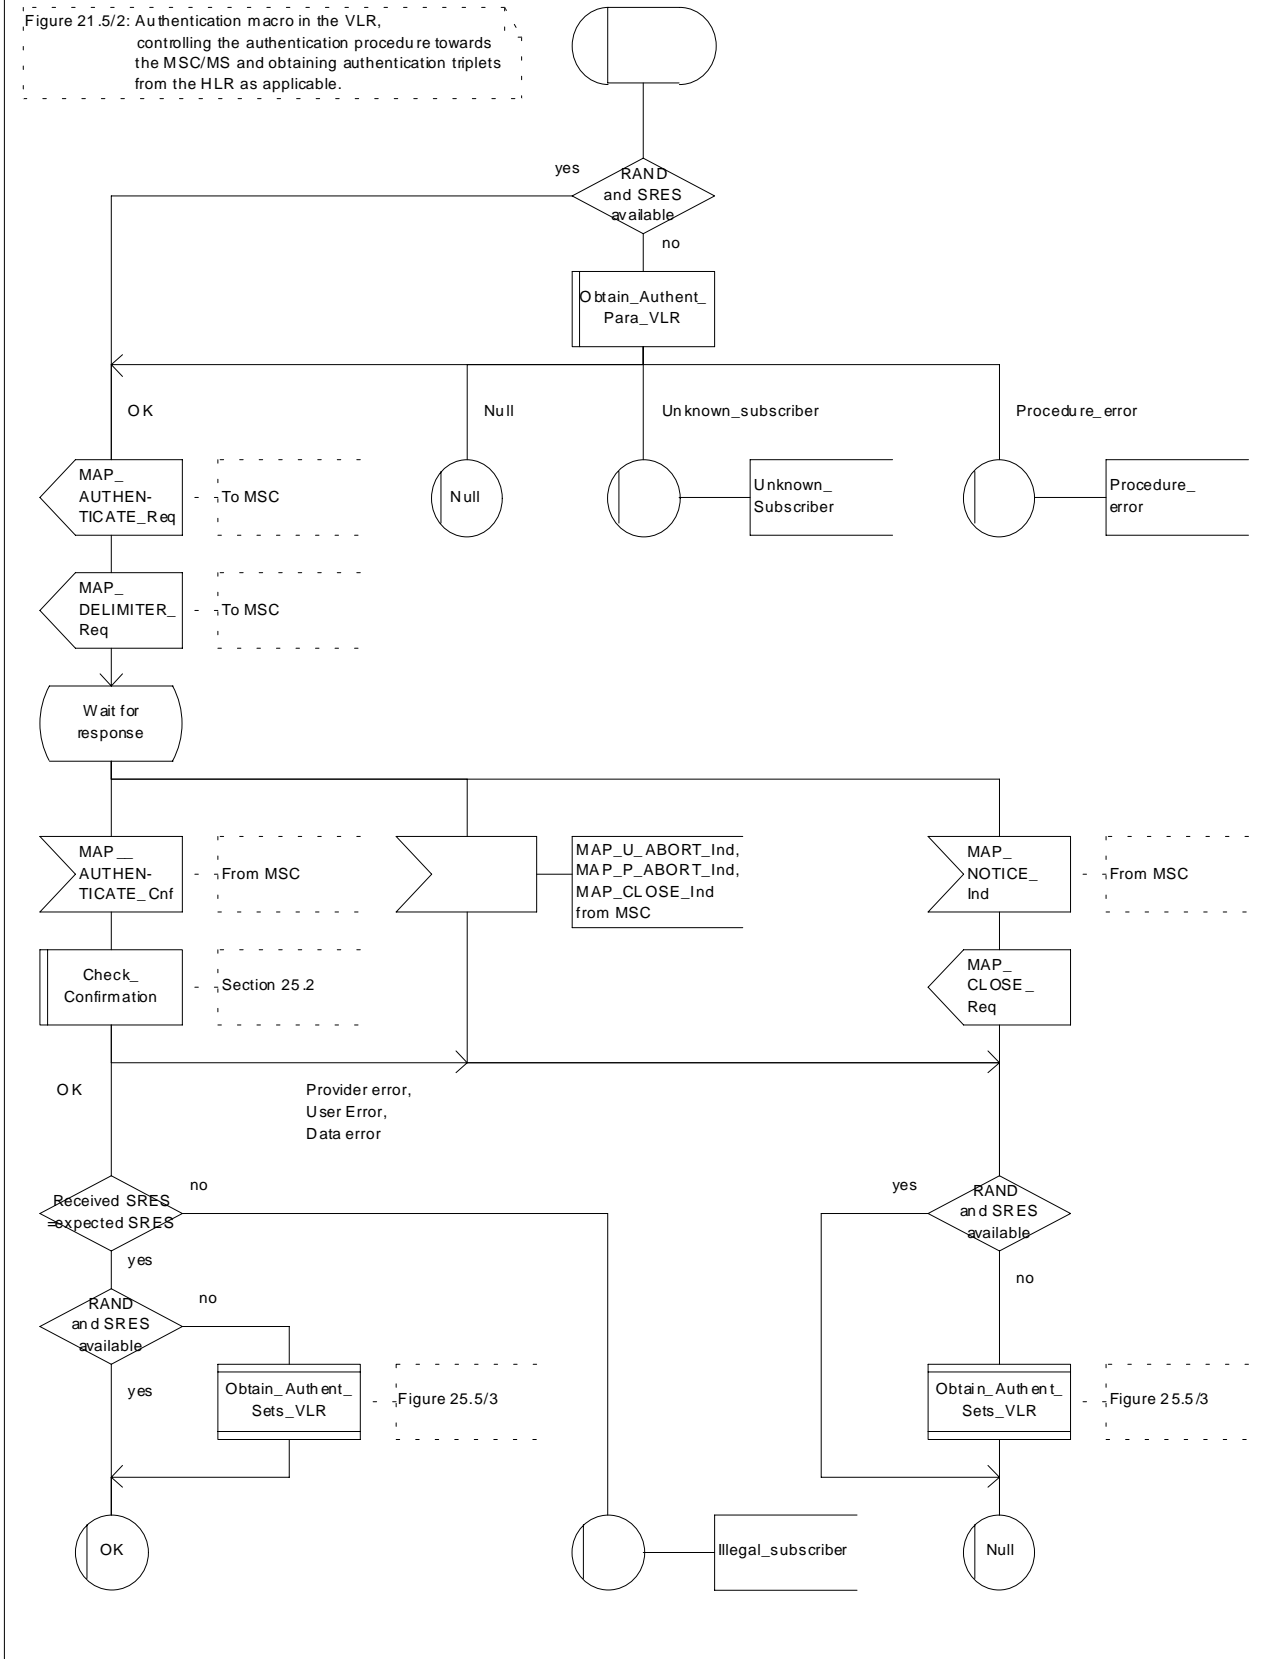 Figure 21.5/2: Authentication macro in the VLR,
controlling the authentication procedure towards
the MSC/MS and obtaining authentication triplets
from the HLR as applicable.
yes
RAND
and SRES
available
no
Obtain_Authent_
Para_VLR
OK
Null
Unknown_subscriber
Procedure_error
MAP_
AUTHEN-
TICATE_Req
To MSC
Null
Unknown_
Subscriber
Procedure_
error
MAP_
DELIMITER_
Req
To MSC
Wait for
response
MAP__
AUTHEN-
TICATE_Cnf
From MSC
MAP_U_ABORT_Ind,
MAP_P_ABORT_Ind,
MAP_CLOSE_Ind
from MSC
MAP_
NOTICE_
Ind
From MSC
Check_
Confirmation
Section 25.2
MAP_
CLOSE_
Req
OK
Provider error,
User Error,
Data error
Received SRES
=expected SRES
no
yes
yes
RAND
and SRES
available
no
RAND
and SRES
available
no
yes
Obtain_Authent_
Sets_VLR
Figure 25.5/3
Obtain_Authent_
Sets_VLR
Figure 25.5/3
OK
Illegal_subscriber
Null